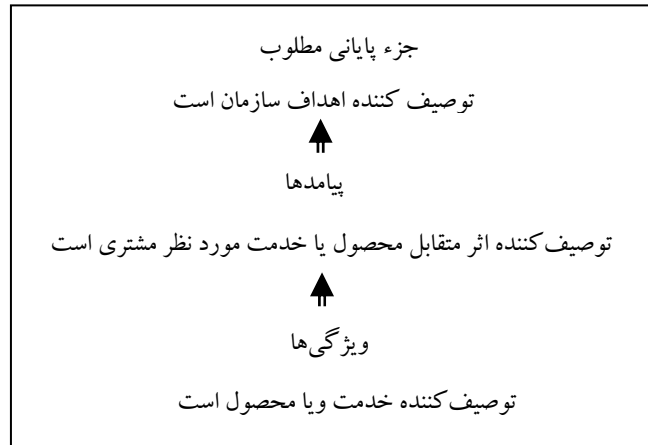 جزء پایانی مطلوب
توصیف کننده اهداف سازمان است
پیامدها
توصیف‌کننده اثر متقابل محصول یا خدمت مورد نظر مشتری است
ویژگی‌ها
توصیف‌کننده خدمت ویا محصول است